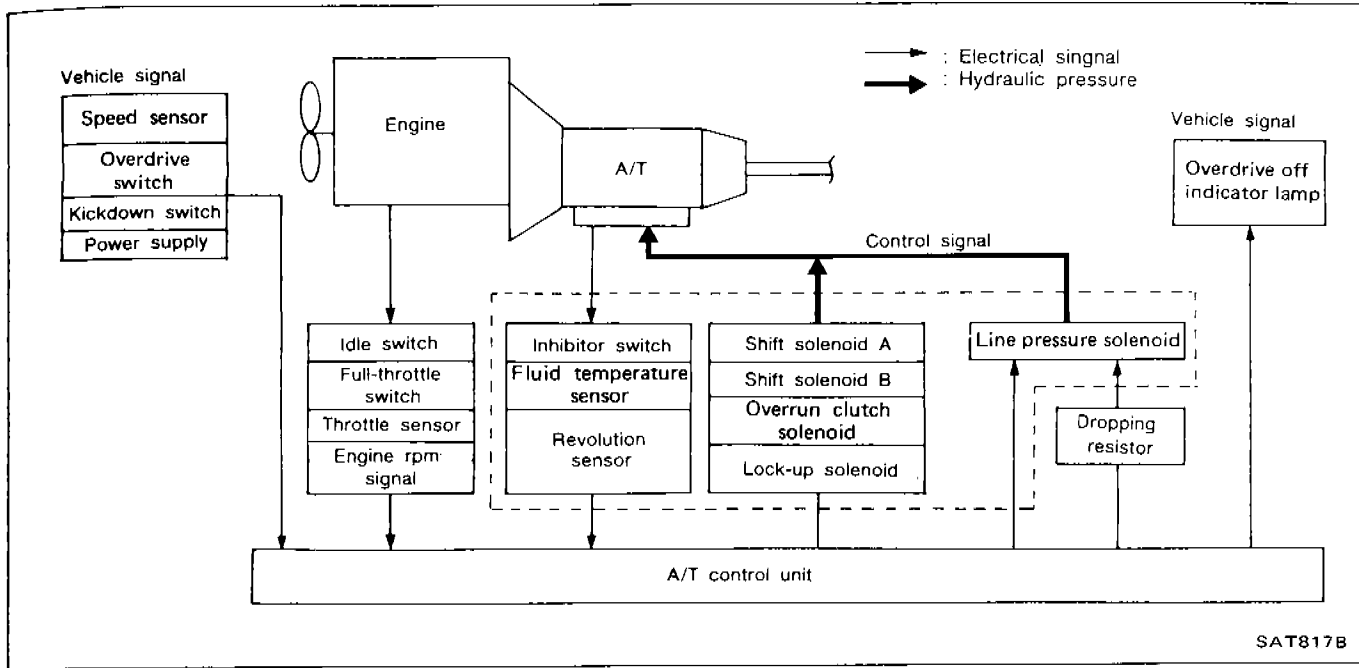 : Electrical singnal
: Hydraulic pressure
Vehicle signal
Speed sensor
Overdrive
switch
Kickdown switch
Power supply
Engine
A/T
Vehicle signal
Overdrive off
indicator lamp
Control signal
Idle switch
Full-throttle
switch
Throttle sensor
Engine rpm
signal
Inhibitor switch
Fluid temperature
sensor
Revolution
sensor
Shift solenoid A
Shift solenoid B
Overrun clutch
solenoid
Lock-up solenoid
Line pressure solenoid
Dropping
resistor
A/T control unit
SAT817B